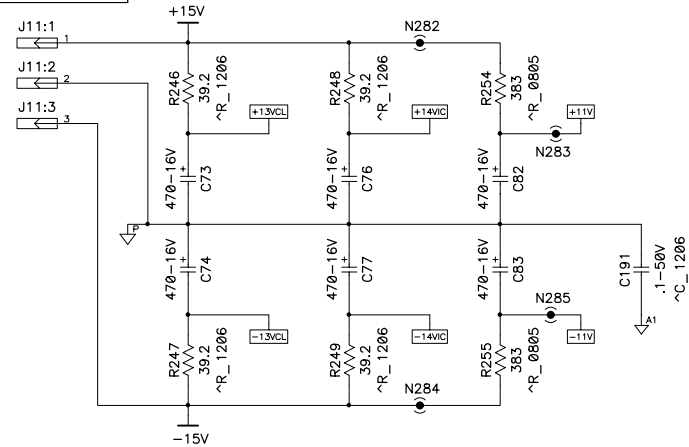 +15V
N282
J11:1
1
J11:2
2
J11:3
3
R246
39.2
^R_1206
R248
39.2
^R_1206
R254
383
^R_0805
+13VCL
+14VIC
+11V
N283
470-16V
+
C73
470-16V
+
C76
470-16V
+
C82
P
470-16V
+
C74
470-16V
+
C77
470-16V
+
C83
C191
.1-50V
^C_1206
A1
N285
-13VCL
-14VIC
-11V
R247
39.2
^R_1206
R249
39.2
^R_1206
R255
383
^R_0805
N284
-15V